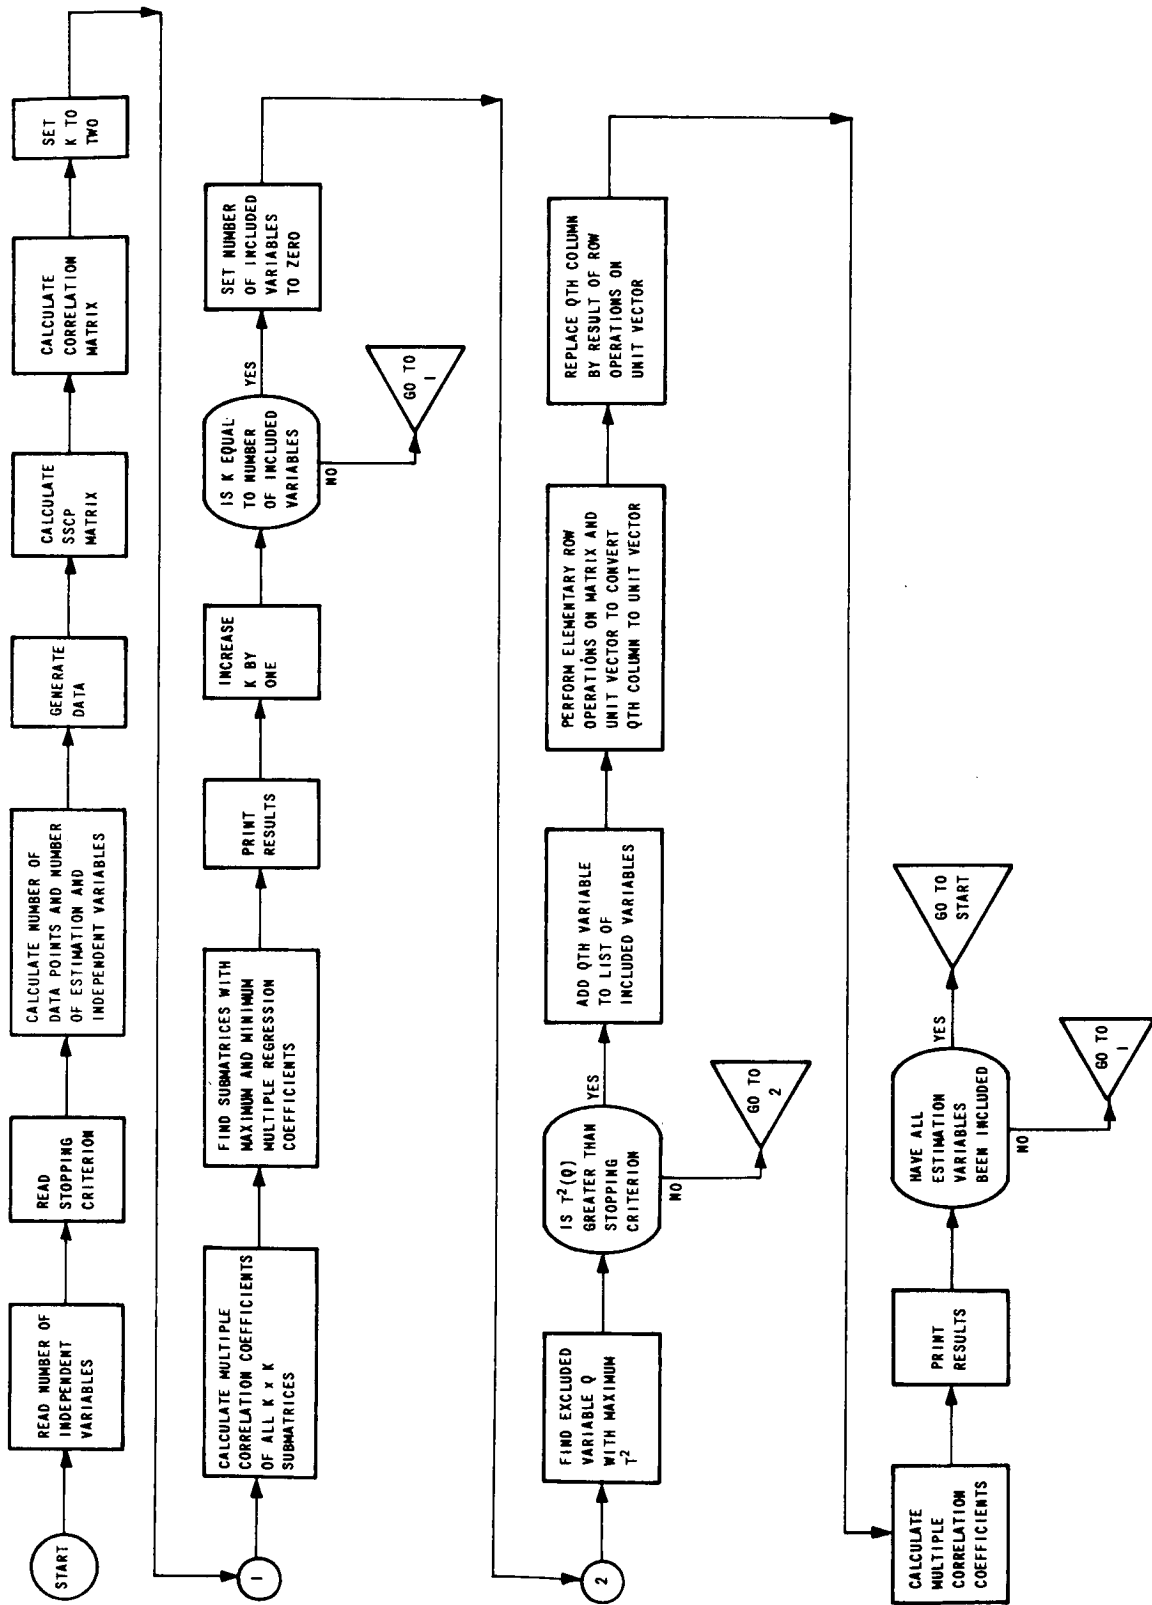 START
READ NUMBER OF
INDEPENDENT
VARIABLES
READ
STOPPING
CRITERION
CALCULATE NUMBER OF
DATA POINTS AND NUMBER
OF ESTIMATION AND
INDEPENDENT VARIABLES
GENERATE
DATA
CALCULATE
SSCP
MATRIX
CALCULATE
CORRELATION
MATRIX
SET
K TO
TWO
1
CALCULATE MULTIPLE
CORRELATION COEFFICIENTS
OF ALL K x K
SUBMATRICES
FIND SUBMATRICES WITH
MAXIMUM AND MINIMUM
MULTIPLE REGRESSION
COEFFICIENTS
PRINT
RESULTS
INCREASE
K BY
ONE
IS K EQUAL
TO NUMBER
OF INCLUDED
VARIABLES
YES
NO
GO TO
1
SET NUMBER
OF INCLUDED
VARIABLES
TO ZERO
2
FIND EXCLUDED
VARIABLE Q
WITH MAXIMUM
T²
IS T²(Q)
GREATER THAN
STOPPING
CRITERION
YES
NO
GO TO
2
ADD QTH VARIABLE
TO LIST OF
INCLUDED VARIABLES
PERFORM ELEMENTARY ROW
OPERATIONS ON MATRIX AND
UNIT VECTOR TO CONVERT
QTH COLUMN TO UNIT VECTOR
REPLACE QTH COLUMN
BY RESULT OF ROW
OPERATIONS ON
UNIT VECTOR
CALCULATE
MULTIPLE
CORRELATION
COEFFICIENTS
PRINT
RESULTS
HAVE ALL
ESTIMATION
VARIABLES
BEEN INCLUDED
YES
NO
GO TO
START
GO TO
1